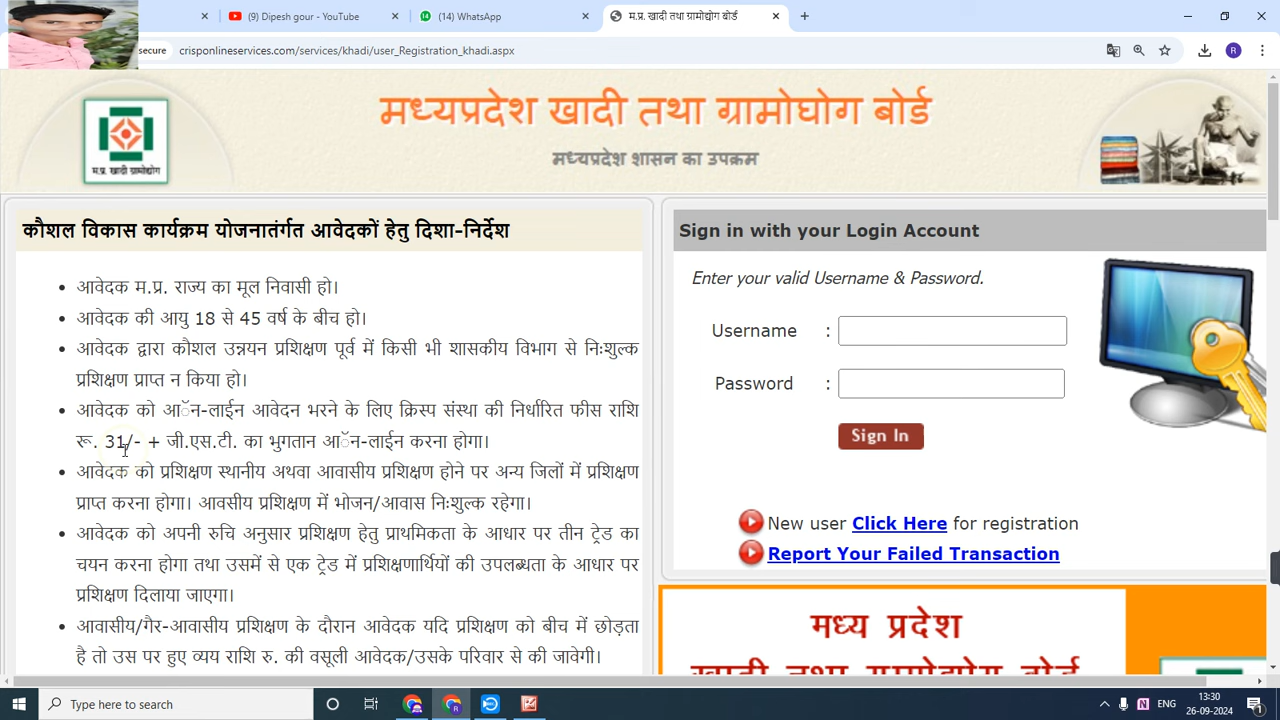 (9) Dipesh gour - YouTube
(14) WhatsApp
म.प्र. खादी तथा ग्रामोद्योग बोर्ड
secure
crisponlineservices.com/services/khadi/user_Registration_khadi.aspx
R
मध्यप्रदेश खादी तथा ग्रामोघोग बोर्ड
मध्यप्रदेश शासन का उपक्रम
म.प्र. खादी ग्रामोद्योग
कौशल विकास कार्यक्रम योजनातंर्गत आवेदकों हेतु दिशा-निर्देश
आवेदक म.प्र. राज्य का मूल निवासी हो।
आवेदक की आयु 18 से 45 वर्ष के बीच हो।
आवेदक द्वारा कौशल उन्नयन प्रशिक्षण पूर्व में किसी भी शासकीय विभाग से निःशुल्क
प्रशिक्षण प्राप्त न किया हो।
आवेदक को आॅन-लाईन आवेदन भरने के लिए क्रिस्प संस्था की निर्धारित फीस राशि
रू. 31/- + जी.एस.टी. का भुगतान आॅन-लाईन करना होगा।
आवेदक को प्रशिक्षण स्थानीय अथवा आवासीय प्रशिक्षण होने पर अन्य जिलों में प्रशिक्षण
प्राप्त करना होगा। आवसीय प्रशिक्षण में भोजन/आवास निःशुल्क रहेगा।
आवेदक को अपनी रुचि अनुसार प्रशिक्षण हेतु प्राथमिकता के आधार पर तीन ट्रेड का
चयन करना होगा तथा उसमें से एक ट्रेड में प्रशिक्षणार्थियों की उपलब्धता के आधार पर
प्रशिक्षण दिलाया जाएगा।
आवासीय/गैर-आवासीय प्रशिक्षण के दौरान आवेदक यदि प्रशिक्षण को बीच में छोड़ता
है तो उस पर हुए व्यय राशि रु. की वसूली आवेदक/उसके परिवार से की जावेगी।
Sign in with your Login Account
Enter your valid Username & Password.
Username :
Password :
Sign In
New user Click Here for registration
Report Your Failed Transaction
मध्य प्रदेश
खादी तथा ग्रामोद्योग बोर्ड
Type here to search
ENG
13:30
26-09-2024